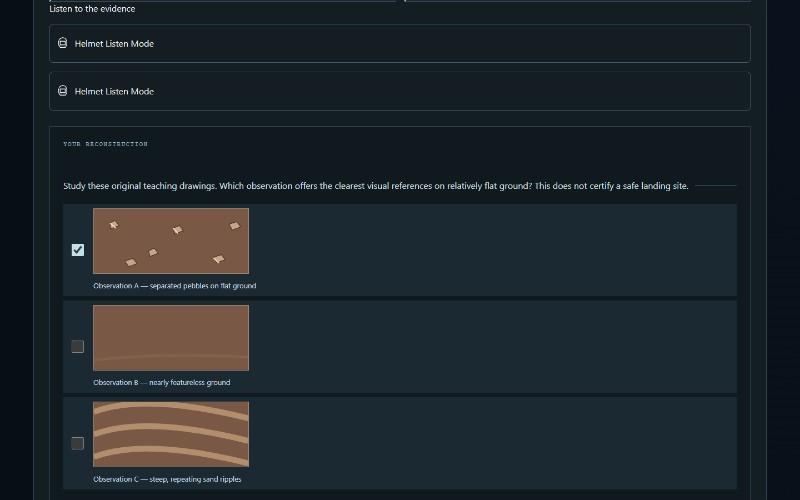 Listen to the evidence
Helmet Listen Mode
Helmet Listen Mode
YOUR RECONSTRUCTION
Study these original teaching drawings. Which observation offers the clearest visual references on relatively flat ground? This does not certify a safe landing site.
Observation A — separated pebbles on flat ground
Observation B — nearly featureless ground
Observation C — steep, repeating sand ripples